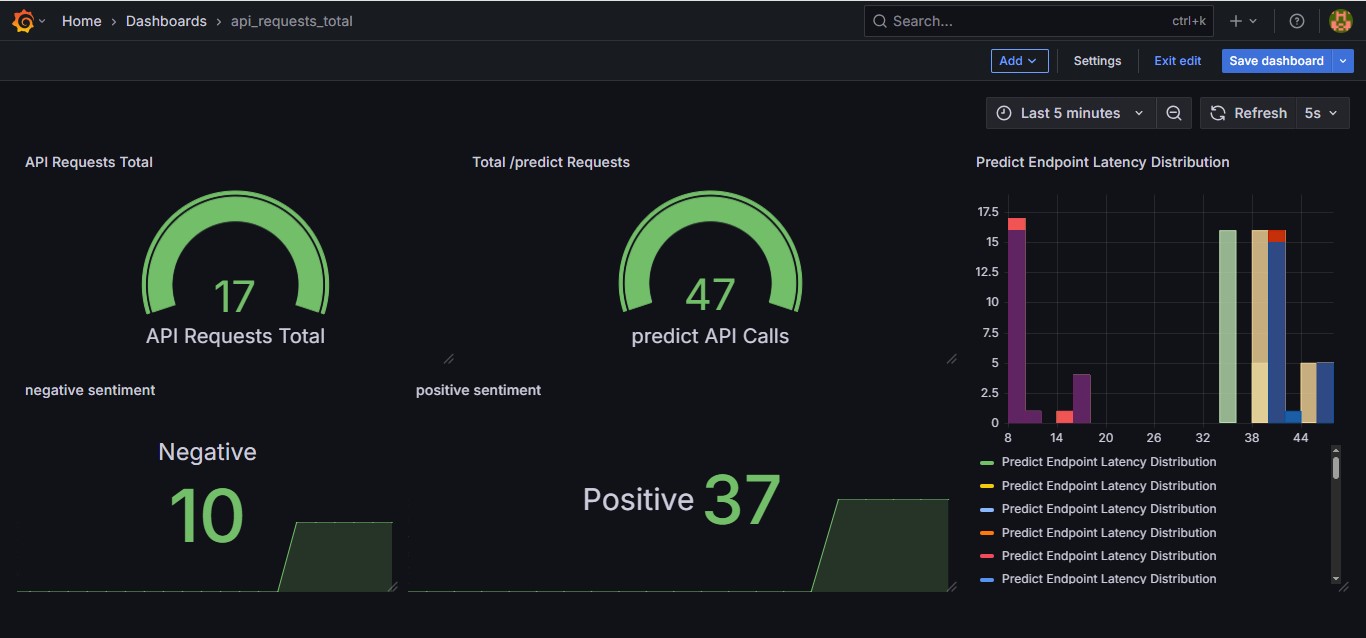 Home › Dashboards › api_requests_total
Search...
ctrl+k
Add
Settings
Exit edit
Save dashboard
Last 5 minutes
Refresh
5s
API Requests Total
17
API Requests Total
Total /predict Requests
47
predict API Calls
Predict Endpoint Latency Distribution
17.5
15
12.5
10
7.5
5
2.5
0
8 14 20 26 32 38 44
Predict Endpoint Latency Distribution
Predict Endpoint Latency Distribution
Predict Endpoint Latency Distribution
Predict Endpoint Latency Distribution
Predict Endpoint Latency Distribution
Predict Endpoint Latency Distribution
negative sentiment
Negative
10
positive sentiment
Positive 37